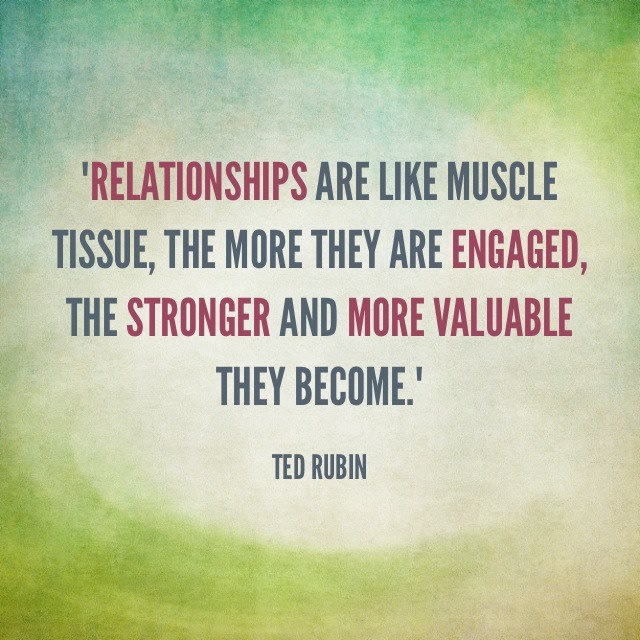 'RELATIONSHIPS ARE LIKE MUSCLE
TISSUE, THE MORE THEY ARE ENGAGED,
THE STRONGER AND MORE VALUABLE
THEY BECOME.'
TED RUBIN